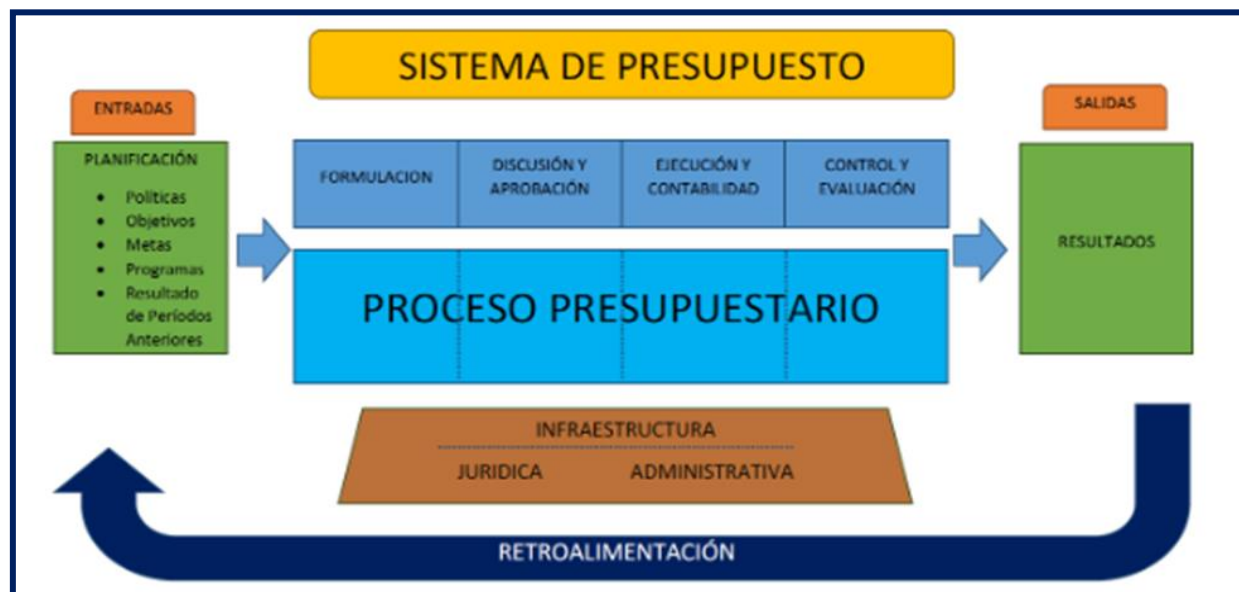 SISTEMA DE PRESUPUESTO
ENTRADAS
PLANIFICACIÓN
• Políticas
• Objetivos
• Metas
• Programas
• Resultado
de Períodos
Anteriores
FORMULACION
DISCUSIÓN Y
APROBACIÓN
EJECUCIÓN Y
CONTABILIDAD
CONTROL Y
EVALUACIÓN
PROCESO PRESUPUESTARIO
SALIDAS
RESULTADOS
INFRAESTRUCTURA
JURIDICA ADMINISTRATIVA
RETROALIMENTACIÓN